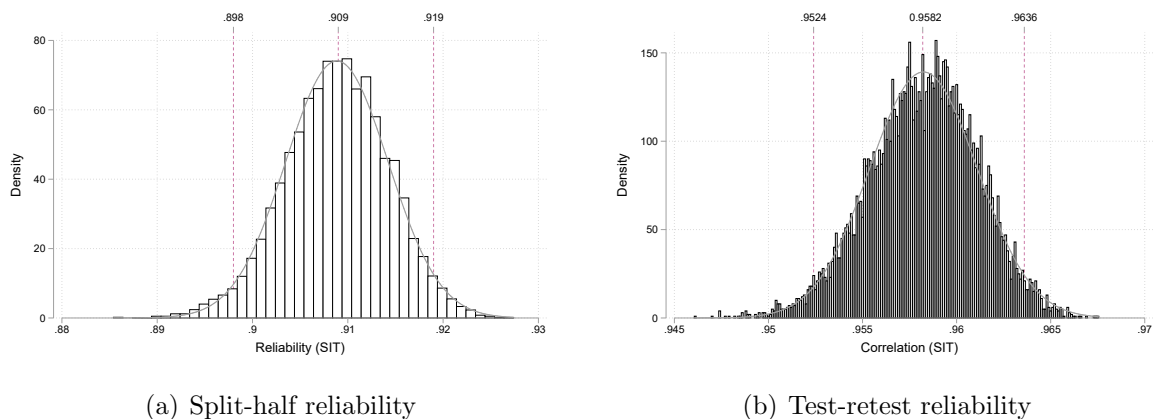 .898 .909 .919
80
60
40
20
0
Density
.88 .89 .9 .91 .92 .93
Reliability (SIT)
(a) Split-half reliability
.9524 0.9582 .9636
150
100
50
0
Density
.945 .95 .955 .96 .965 .97
Correlation (SIT)
(b) Test-retest reliability